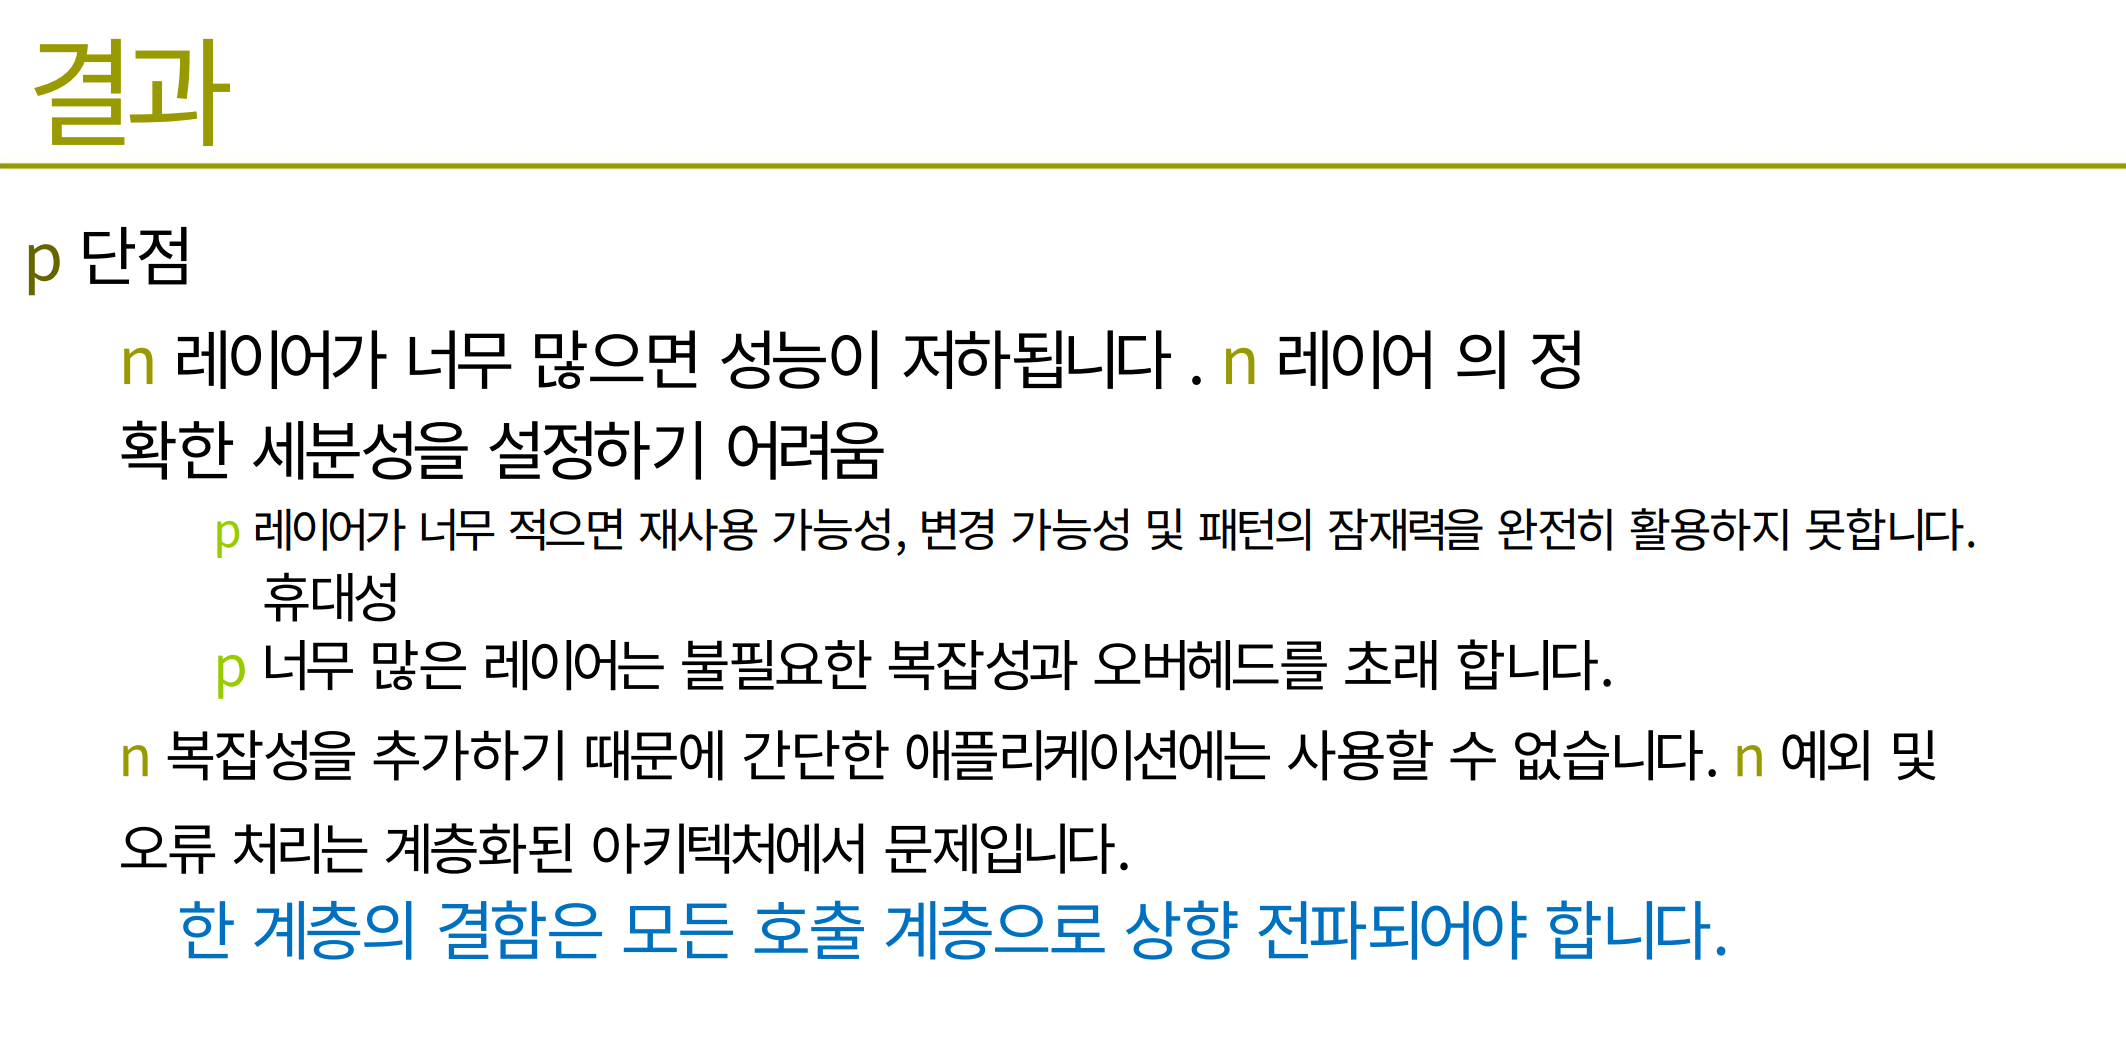 결과
p 단점
n 레이어가 너무 많으면 성능이 저하됩니다 . n 레이어 의 정
확한 세분성을 설정하기 어려움
p 레이어가 너무 적으면 재사용 가능성, 변경 가능성 및 패턴의 잠재력을 완전히 활용하지 못합니다.
휴대성
p 너무 많은 레이어는 불필요한 복잡성과 오버헤드를 초래 합니다.
n 복잡성을 추가하기 때문에 간단한 애플리케이션에는 사용할 수 없습니다. n 예외 및
오류 처리는 계층화된 아키텍처에서 문제입니다.
한 계층의 결함은 모든 호출 계층으로 상향 전파되어야 합니다.